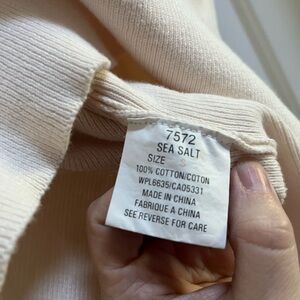 7572
SEA SALT
SIZE
100% COTTON/COTON
WPL6635/CA05331
MADE IN CHINA
FABRIQUE A CHINA
SEE REVERSE FOR CARE